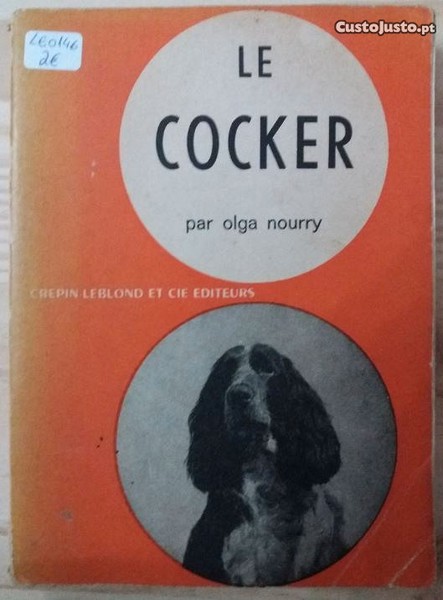 CustoJusto.pt
LE0146
2€
LE
COCKER
par olga nourry
CREPIN-LEBLOND ET CIE EDITEURS